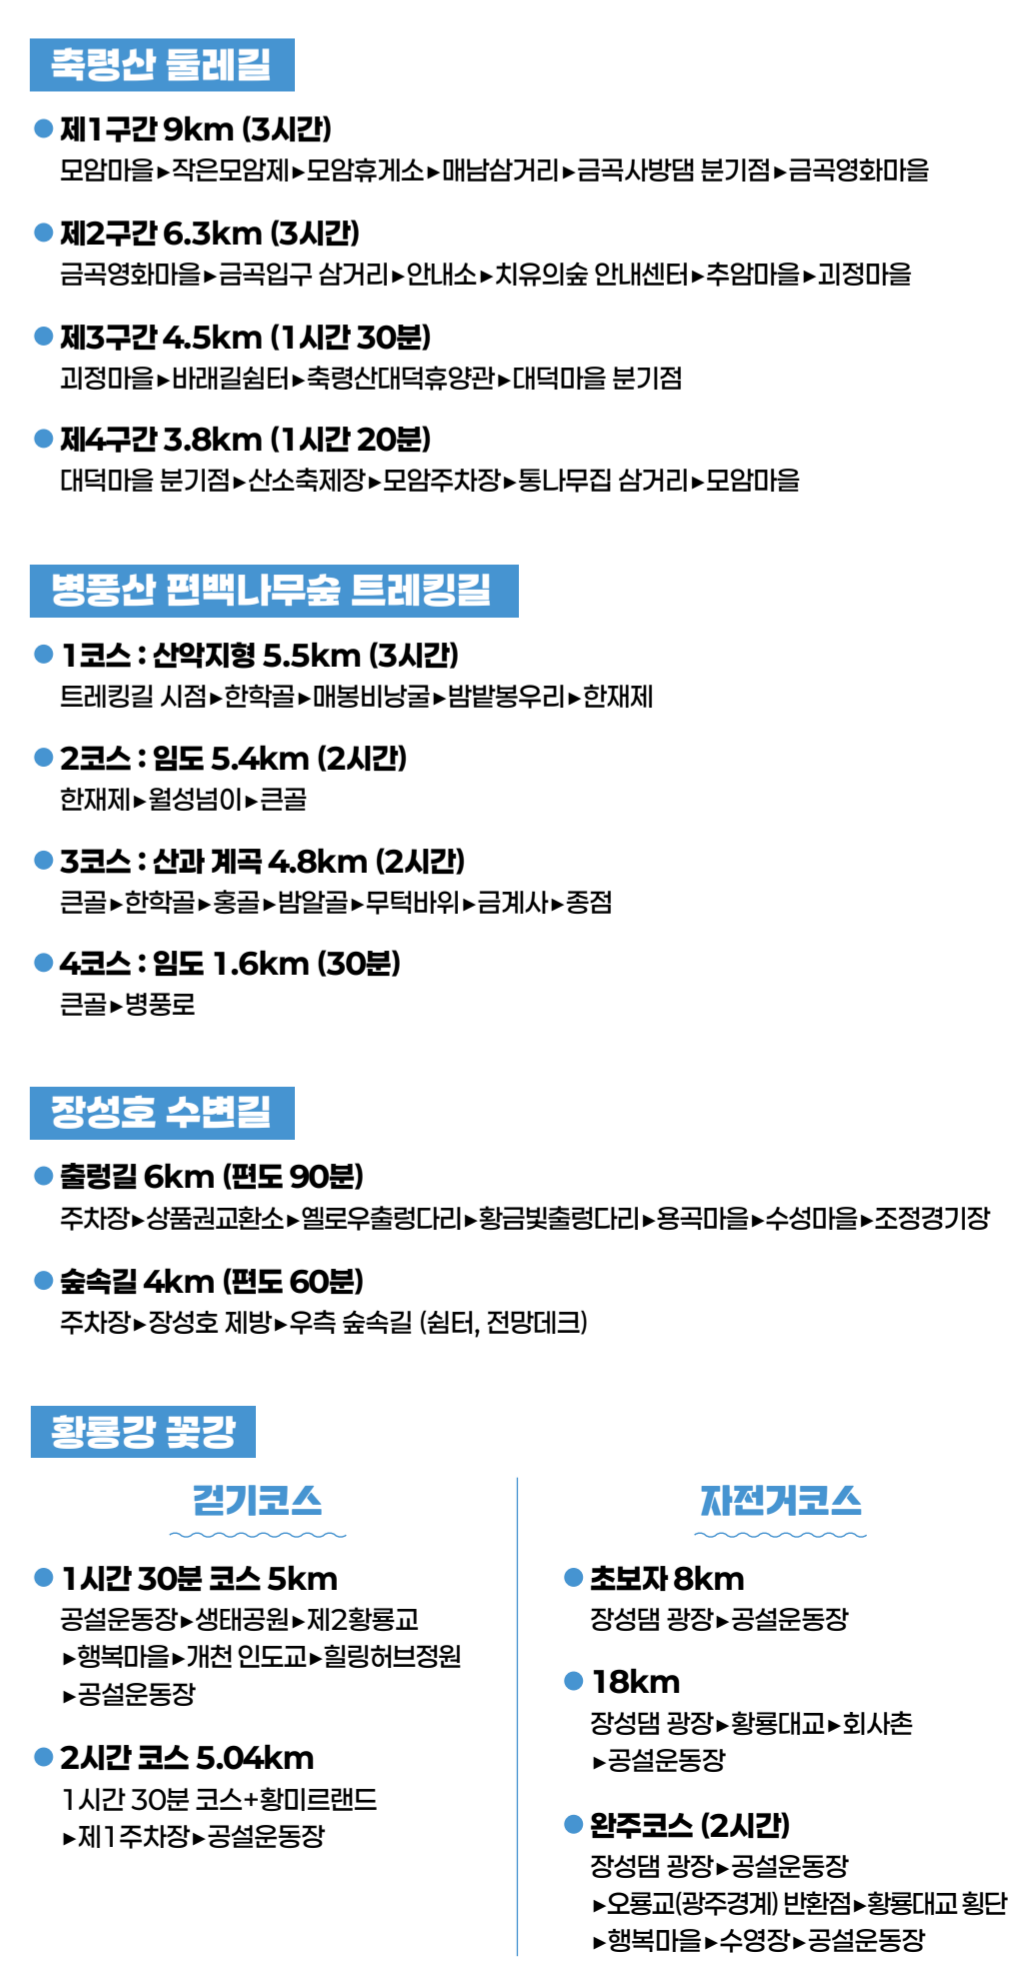 축령산 둘레길
● 제1구간 9km (3시간)
모암마을▸작은모암제▸모암휴게소▸매남삼거리▸금곡사방댐 분기점▸금곡영화마을
● 제2구간 6.3km (3시간)
금곡영화마을▸금곡입구 삼거리▸안내소▸치유의숲 안내센터▸추암마을▸괴정마을
● 제3구간 4.5km (1시간 30분)
괴정마을▸바래길쉼터▸축령산대덕휴양관▸대덕마을 분기점
● 제4구간 3.8km (1시간 20분)
대덕마을 분기점▸산소축제장▸모암주차장▸통나무집 삼거리▸모암마을
병풍산 편백나무숲 트레킹길
● 1코스 : 산악지형 5.5km (3시간)
트레킹길 시점▸한학골▸매봉비낭굴▸밤밭봉우리▸한재제
● 2코스 : 임도 5.4km (2시간)
한재제▸월성넘이▸큰골
● 3코스 : 산과 계곡 4.8km (2시간)
큰골▸한학골▸홍골▸밤알골▸무턱바위▸금계사▸종점
● 4코스 : 임도 1.6km (30분)
큰골▸병풍로
장성호 수변길
● 출렁길 6km (편도 90분)
주차장▸상품권교환소▸옐로우출렁다리▸황금빛출렁다리▸용곡마을▸수성마을▸조정경기장
● 숲속길 4km (편도 60분)
주차장▸장성호 제방▸우측 숲속길 (쉼터, 전망데크)
황룡강 꽃강
걷기코스
● 1시간 30분 코스 5km
공설운동장▸생태공원▸제2황룡교
▸행복마을▸개천 인도교▸힐링허브정원
▸공설운동장
● 2시간 코스 5.04km
1시간 30분 코스+황미르랜드
▸제1주차장▸공설운동장
자전거코스
● 초보자 8km
장성댐 광장▸공설운동장
● 18km
장성댐 광장▸황룡대교▸회사촌
▸공설운동장
● 완주코스 (2시간)
장성댐 광장▸공설운동장
▸오룡교(광주경계) 반환점▸황룡대교 횡단
▸행복마을▸수영장▸공설운동장